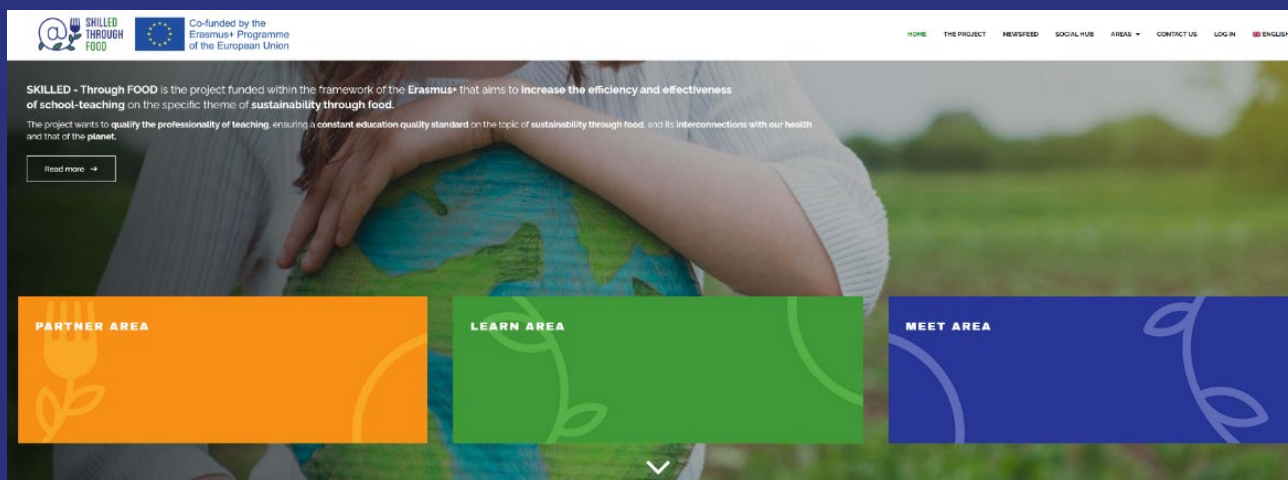 SKILLED
THROUGH
FOOD
Co-funded by the
Erasmus+ Programme
of the European Union
HOME THE PROJECT NEWSFEED SOCIAL HUB AREAS CONTACT US LOG IN ENGLISH
SKILLED - Through FOOD is the project funded within the framework of the Erasmus+ that aims to increase the efficiency and effectiveness
of school-teaching on the specific theme of sustainability through food.
The project wants to qualify the professionality of teaching, ensuring a constant education quality standard on the topic of sustainability through food, and its interconnections with our health
and that of the planet.
Read more →
PARTNER AREA
LEARN AREA
MEET AREA